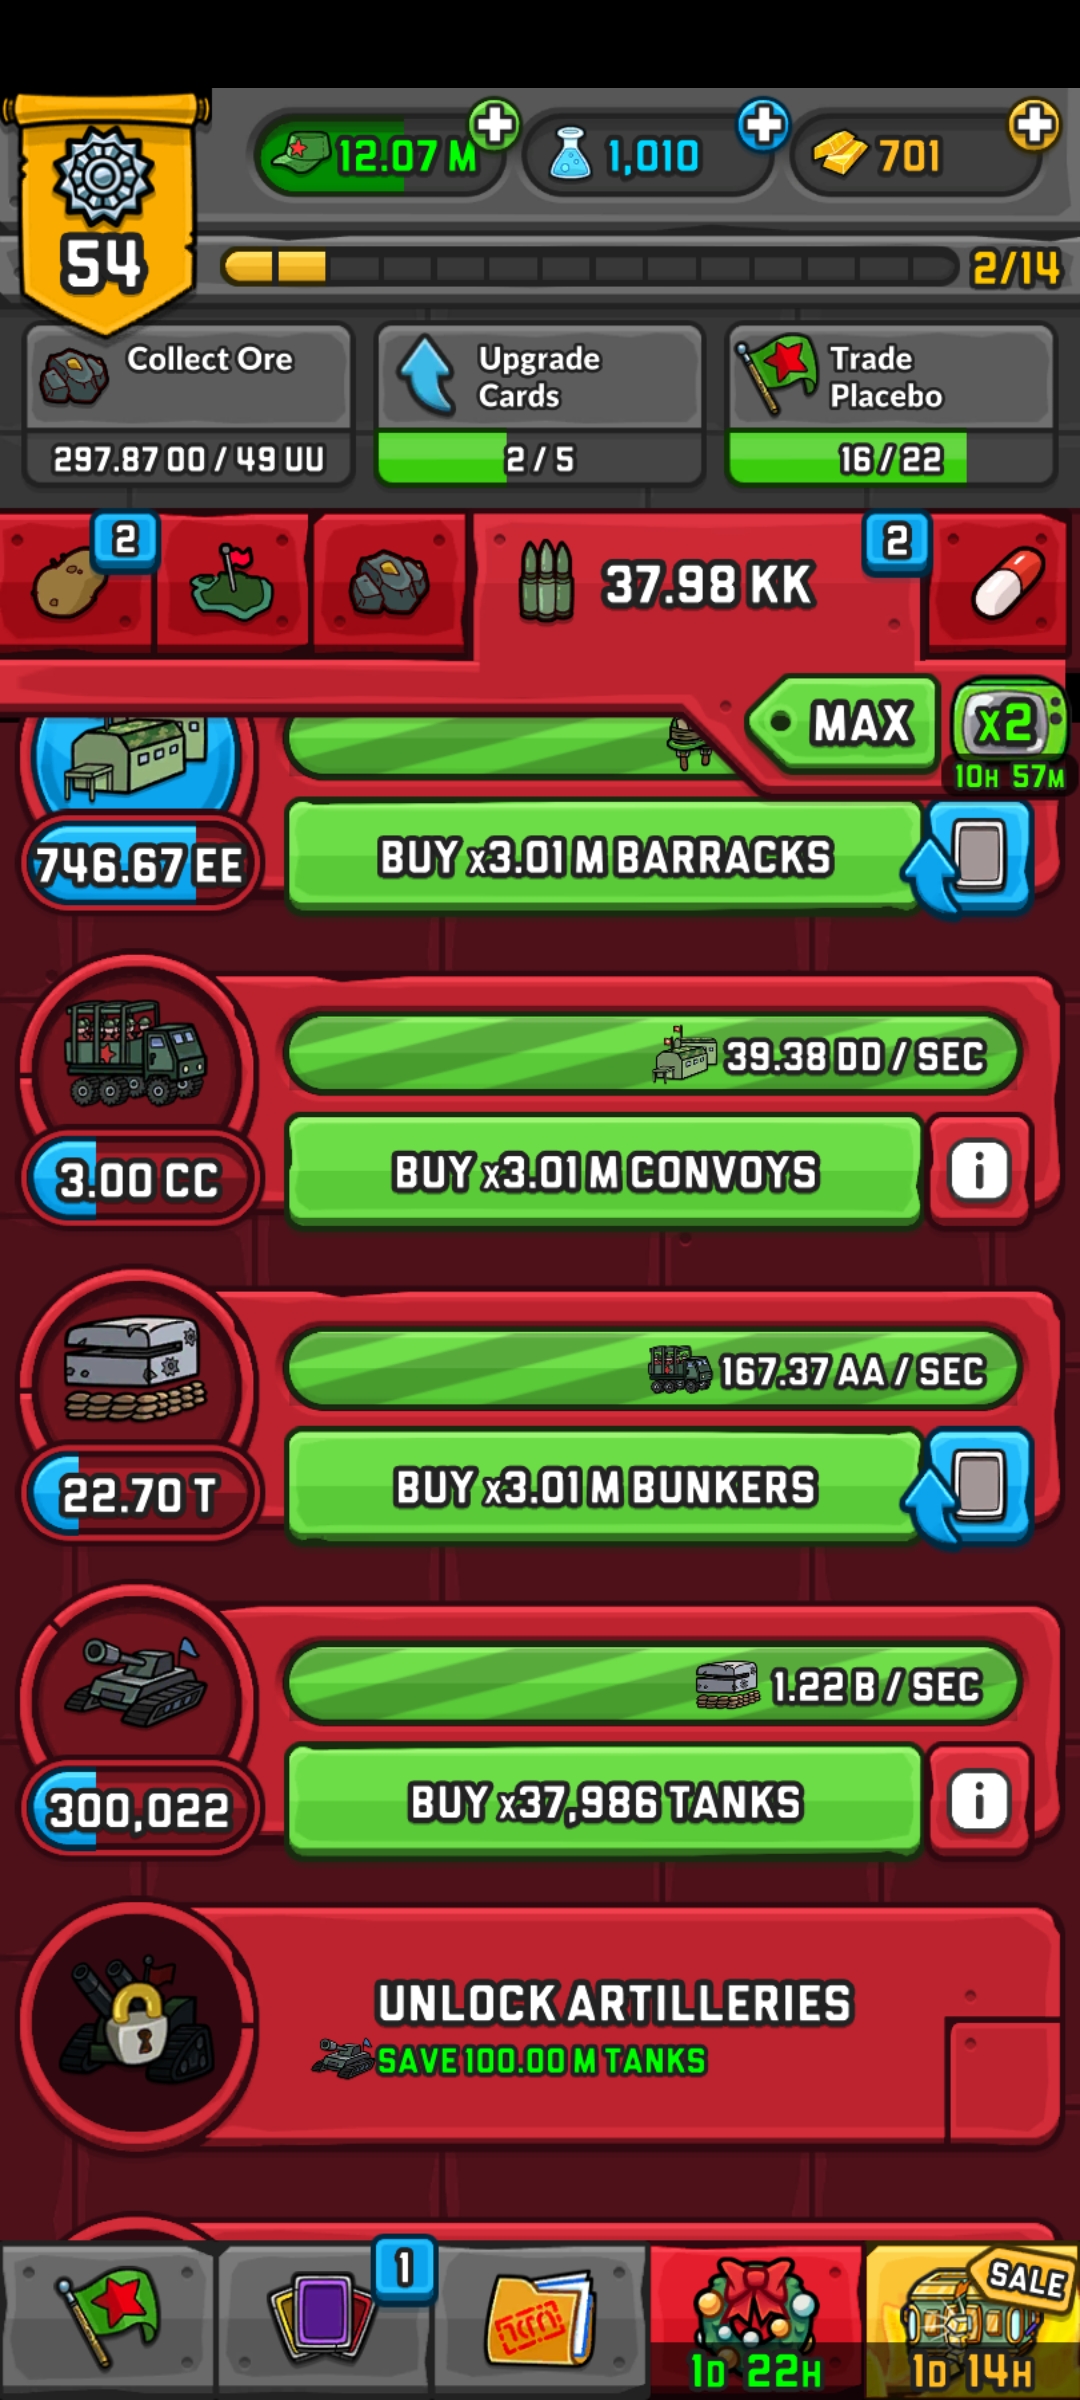 12.07 M
1,010
701
54
2/14
Collect Ore
297.87 OO / 49 UU
Upgrade
Cards
2 / 5
Trade
Placebo
16 / 22
2
37.98 KK
2
MAX
x2
10H 57M
746.67 EE
BUY x3.01 M BARRACKS
39.38 DD / SEC
3.00 CC
BUY x3.01 M CONVOYS
i
167.37 AA / SEC
22.70 T
BUY x3.01 M BUNKERS
1.22 B / SEC
300,022
BUY x37,986 TANKS
i
UNLOCK ARTILLERIES
SAVE 100.00 M TANKS
1
SALE
1D 22H
1D 14H